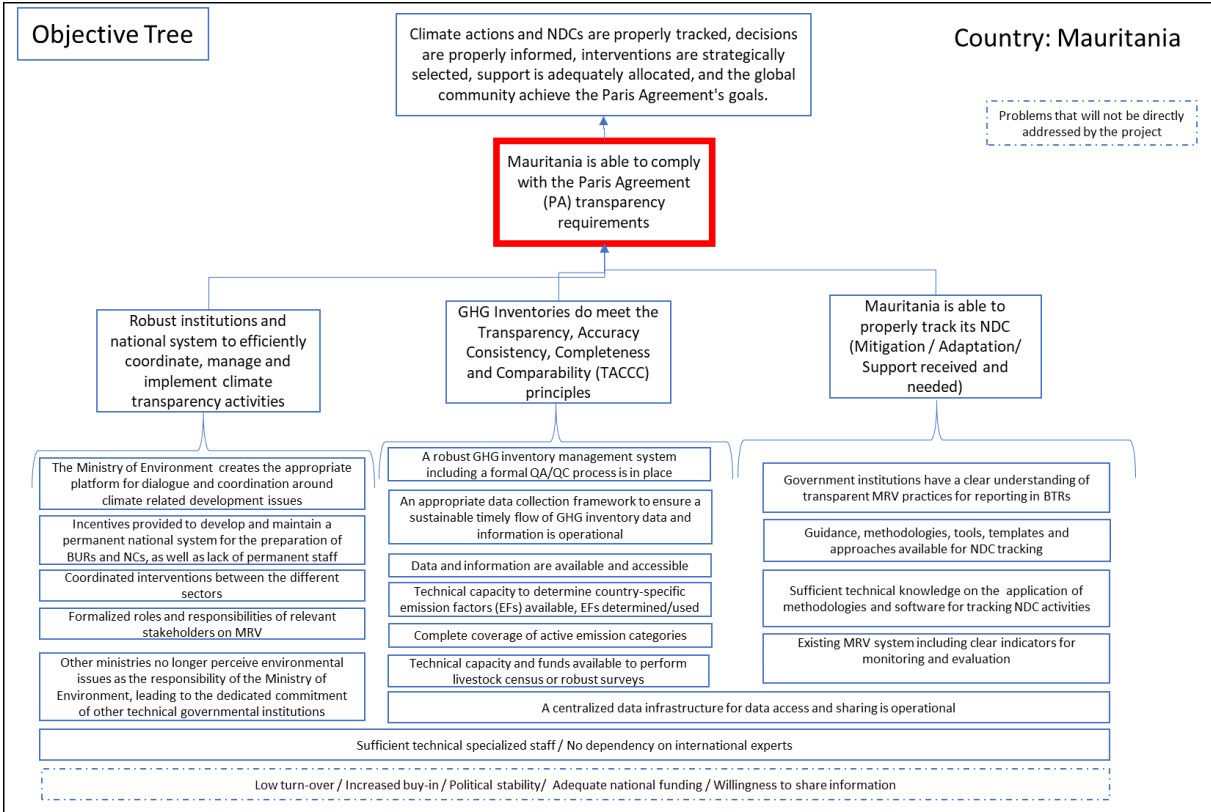 Objective Tree
Climate actions and NDCs are properly tracked, decisions
are properly informed, interventions are strategically
selected, support is adequately allocated, and the global
community achieve the Paris Agreement's goals.
Country: Mauritania
Problems that will not be directly
addressed by the project
Mauritania is able to comply
with the Paris Agreement
(PA) transparency
requirements
Robust institutions and
national system to efficiently
coordinate, manage and
implement climate
transparency activities
GHG Inventories do meet the
Transparency, Accuracy
Consistency, Completeness
and Comparability (TACCC)
principles
Mauritania is able to
properly track its NDC
(Mitigation / Adaptation/
Support received and
needed)
The Ministry of Environment creates the appropriate
platform for dialogue and coordination around
climate related development issues
Incentives provided to develop and maintain a
permanent national system for the preparation of
BURs and NCs, as well as lack of permanent staff
Coordinated interventions between the different
sectors
Formalized roles and responsibilities of relevant
stakeholders on MRV
Other ministries no longer perceive environmental
issues as the responsibility of the Ministry of
Environment, leading to the dedicated commitment
of other technical governmental institutions
A robust GHG inventory management system
including a formal QA/QC process is in place
An appropriate data collection framework to ensure a
sustainable timely flow of GHG inventory data and
information is operational
Data and information are available and accessible
Technical capacity to determine country-specific
emission factors (EFs) available, EFs determined/used
Complete coverage of active emission categories
Technical capacity and funds available to perform
livestock census or robust surveys
Government institutions have a clear understanding of
transparent MRV practices for reporting in BTRs
Guidance, methodologies, tools, templates and
approaches available for NDC tracking
Sufficient technical knowledge on the application of
methodologies and software for tracking NDC activities
Existing MRV system including clear indicators for
monitoring and evaluation
A centralized data infrastructure for data access and sharing is operational
Sufficient technical specialized staff / No dependency on international experts
Low turn-over / Increased buy-in / Political stability/ Adequate national funding / Willingness to share information